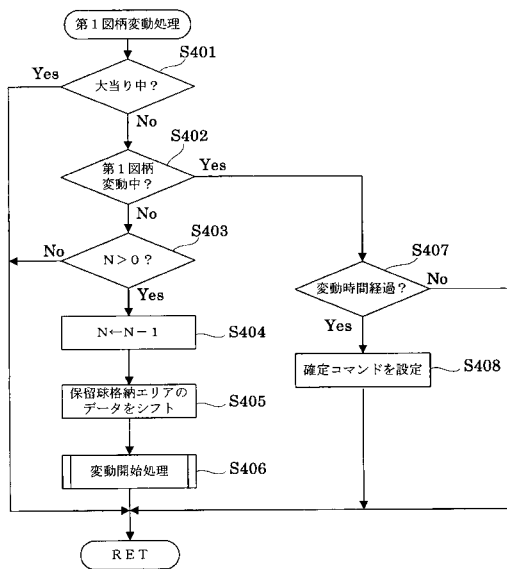 第1図柄変動処理
S401
Yes
大当り中？
No
S402
第1図柄
変動中？
Yes
No
S403
No
N＞0？
Yes
S407
変動時間経過？
No
Yes
N←N－1
S404
確定コマンドを設定
S408
保留球格納エリアの
データをシフト
S405
変動開始処理
S406
RET